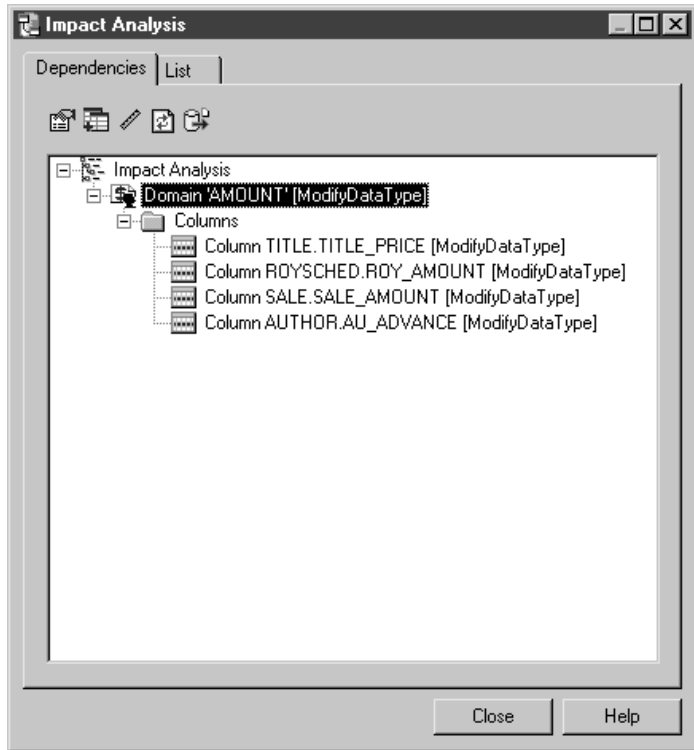 Impact Analysis
Dependencies List
Impact Analysis
Domain 'AMOUNT' [ModifyDataType]
Columns
Column TITLE.TITLE_PRICE [ModifyDataType]
Column ROYSCHED.ROY_AMOUNT [ModifyDataType]
Column SALE.SALE_AMOUNT [ModifyDataType]
Column AUTHOR.AU_ADVANCE [ModifyDataType]
Close Help